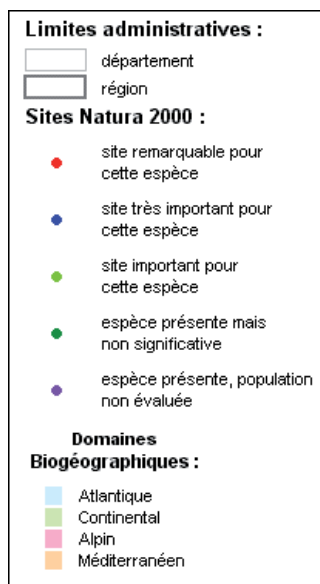 Limites administratives :
département
région
Sites Natura 2000 :
site remarquable pour
cette espèce
site très important pour
cette espèce
site important pour
cette espèce
espèce présente mais
non significative
espèce présente, population
non évaluée
Domaines
Biogéographiques :
Atlantique
Continental
Alpin
Méditerranéen